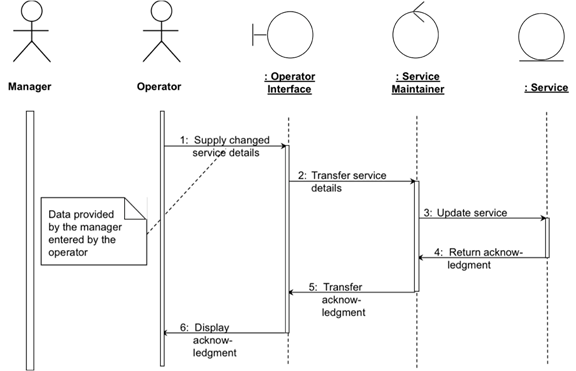 Manager
Operator
: Operator
Interface
: Service
Maintainer
: Service
1: Supply changed
service details
2: Transfer service
details
Data provided
by the manager
entered by the
operator
3: Update service
4: Return acknow-
ledgment
5: Transfer
acknow-
ledgment
6: Display
acknow-
ledgment